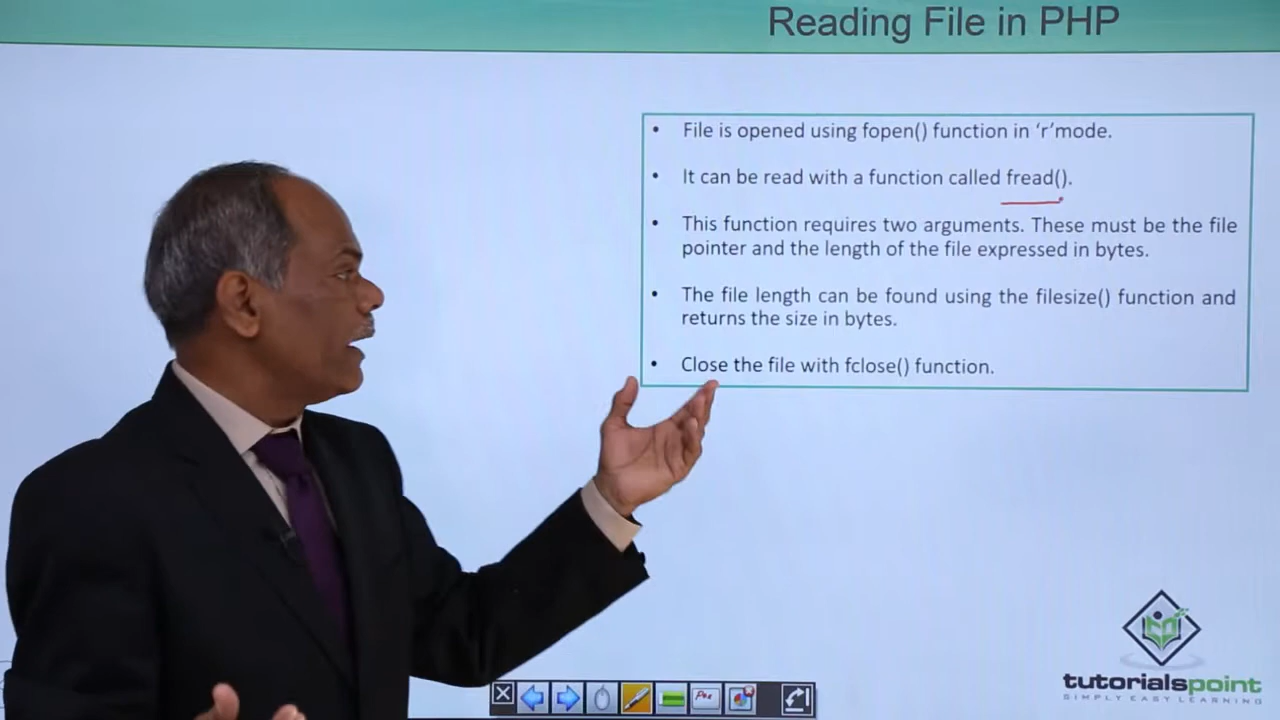 Reading File in PHP
• File is opened using fopen() function in ‘r’mode.
• It can be read with a function called fread().
• This function requires two arguments. These must be the file
pointer and the length of the file expressed in bytes.
• The file length can be found using the filesize() function and
returns the size in bytes.
• Close the file with fclose() function.
Pen
tutorialspoint
SIMPLY EASY LEARNING